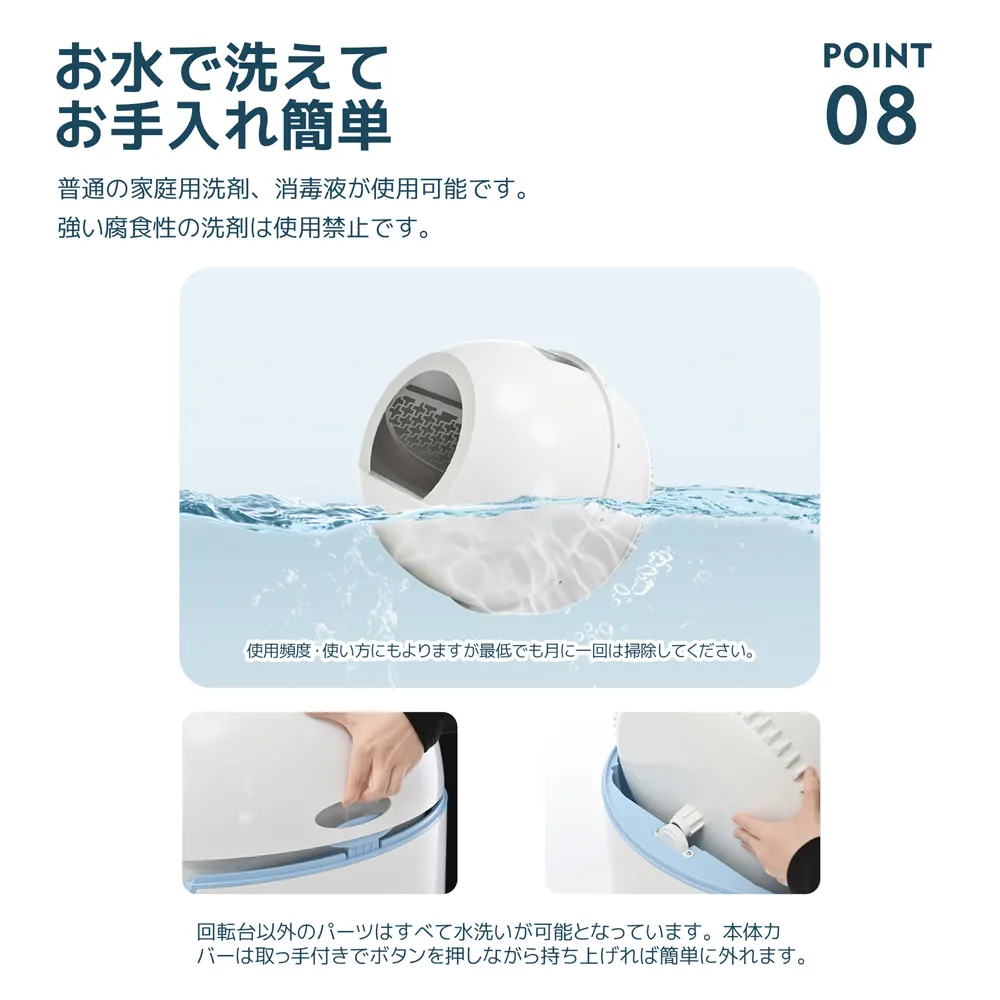 お水で洗えて
お手入れ簡単
POINT
08
普通の家庭用洗剤、消毒液が使用可能です。
強い腐食性の洗剤は使用禁止です。
使用頻度・使い方にもよりますが最低でも月に一回は掃除してください。
回転台以外のパーツはすべて水洗いが可能となっています。本体カ
バーは取っ手付きでボタンを押しながら持ち上げれば簡単に外れます。